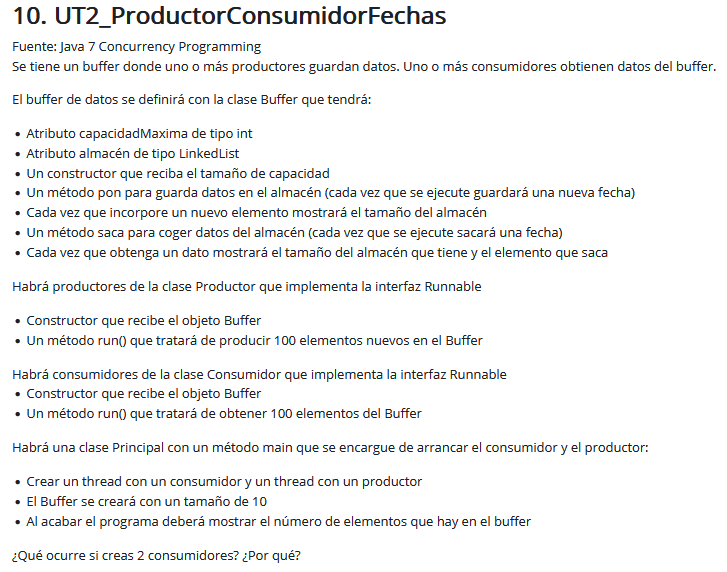 10. UT2_ProductorConsumidorFechas
Fuente: Java 7 Concurrency Programming
Se tiene un buffer donde uno o más productores guardan datos. Uno o más consumidores obtienen datos del buffer.
El buffer de datos se definirá con la clase Buffer que tendrá:
• Atributo capacidadMaxima de tipo int
• Atributo almacén de tipo LinkedList
• Un constructor que reciba el tamaño de capacidad
• Un método pon para guarda datos en el almacén (cada vez que se ejecute guardará una nueva fecha)
• Cada vez que incorpore un nuevo elemento mostrará el tamaño del almacén
• Un método saca para coger datos del almacén (cada vez que se ejecute sacará una fecha)
• Cada vez que obtenga un dato mostrará el tamaño del almacén que tiene y el elemento que saca
Habrá productores de la clase Productor que implementa la interfaz Runnable
• Constructor que recibe el objeto Buffer
• Un método run() que tratará de producir 100 elementos nuevos en el Buffer
Habrá consumidores de la clase Consumidor que implementa la interfaz Runnable
• Constructor que recibe el objeto Buffer
• Un método run() que tratará de obtener 100 elementos del Buffer
Habrá una clase Principal con un método main que se encargue de arrancar el consumidor y el productor:
• Crear un thread con un consumidor y un thread con un productor
• El Buffer se creará con un tamaño de 10
• Al acabar el programa deberá mostrar el número de elementos que hay en el buffer
¿Qué ocurre si creas 2 consumidores? ¿Por qué?